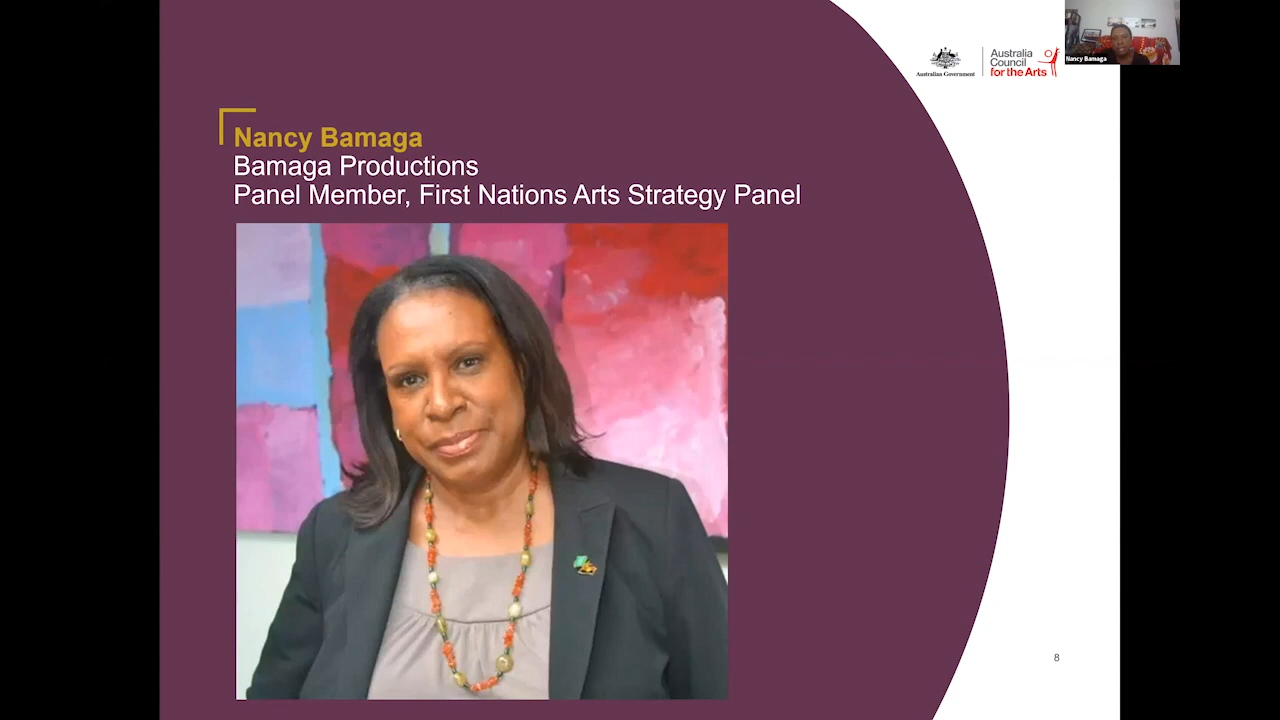 Nancy Bamaga
Bamaga Productions
Panel Member, First Nations Arts Strategy Panel
Australian Government
Australia
Council
for the Arts
Nancy Bamaga
8